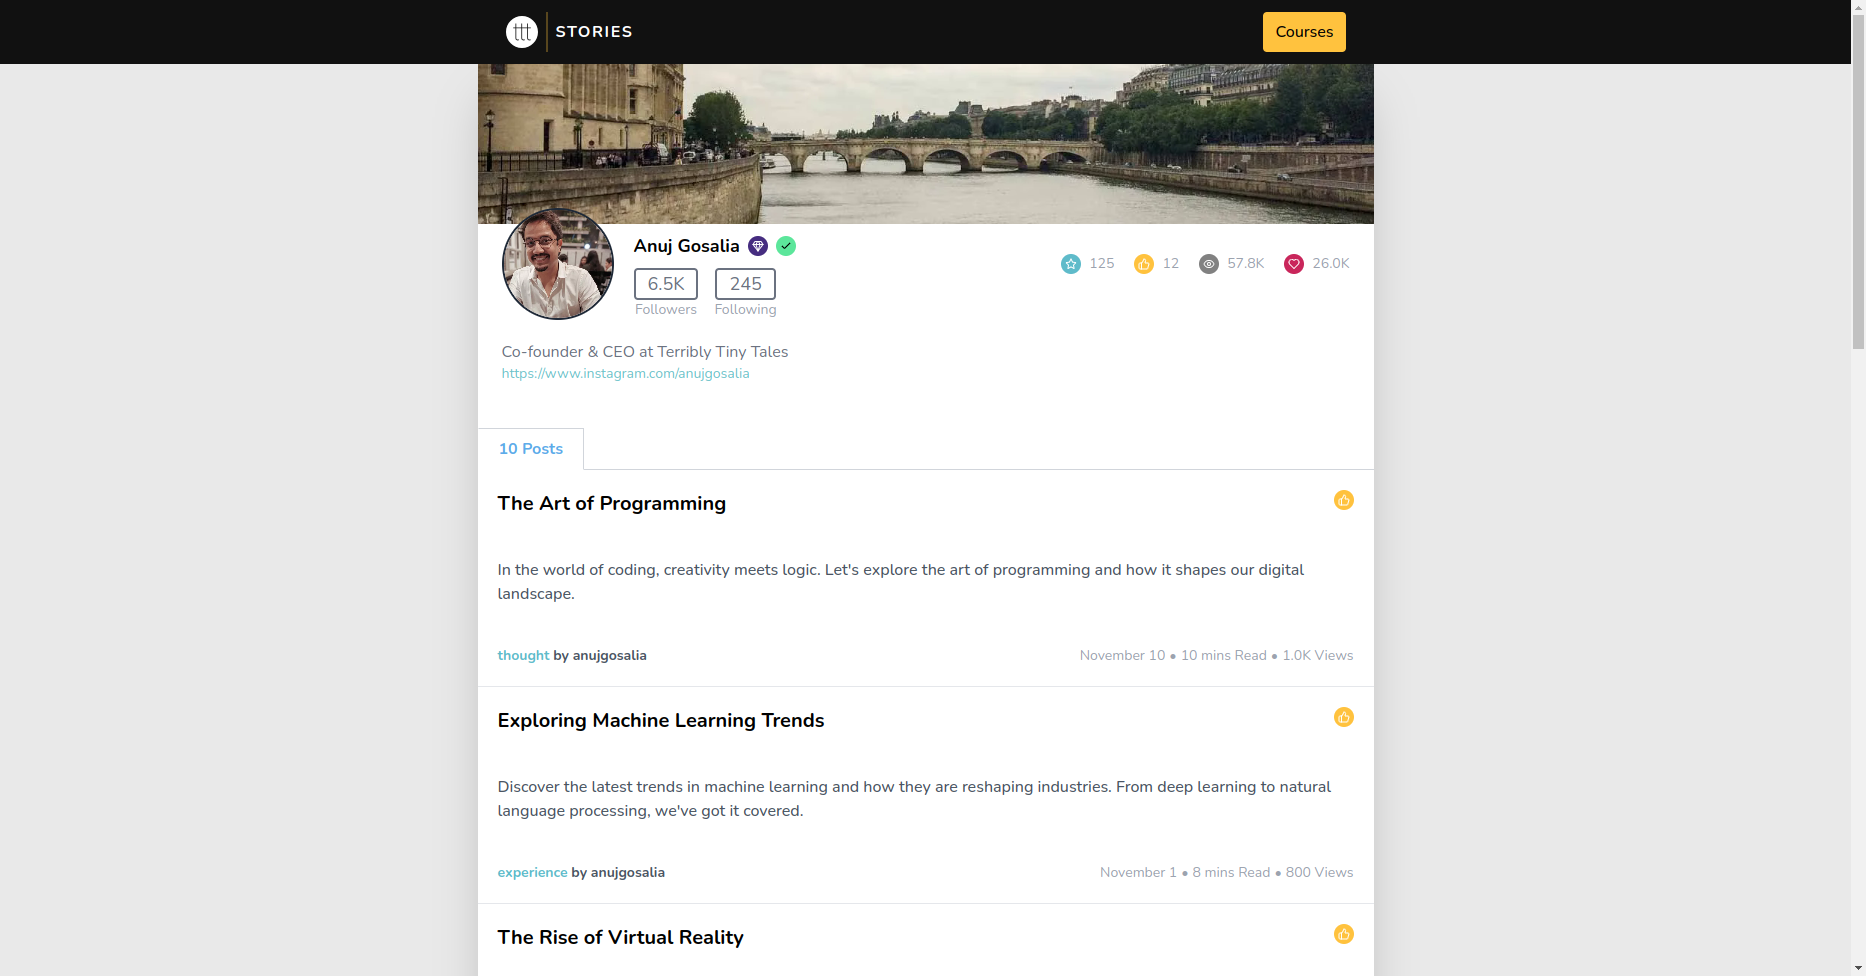 ttt STORIES Courses
Anuj Gosalia
125 12 57.8K 26.0K
6.5K 245
Followers Following
Co-founder & CEO at Terribly Tiny Tales
https://www.instagram.com/anujgosalia
10 Posts
The Art of Programming
In the world of coding, creativity meets logic. Let's explore the art of programming and how it shapes our digital
landscape.
thought by anujgosalia November 10 • 10 mins Read • 1.0K Views
Exploring Machine Learning Trends
Discover the latest trends in machine learning and how they are reshaping industries. From deep learning to natural
language processing, we've got it covered.
experience by anujgosalia November 1 • 8 mins Read • 800 Views
The Rise of Virtual Reality